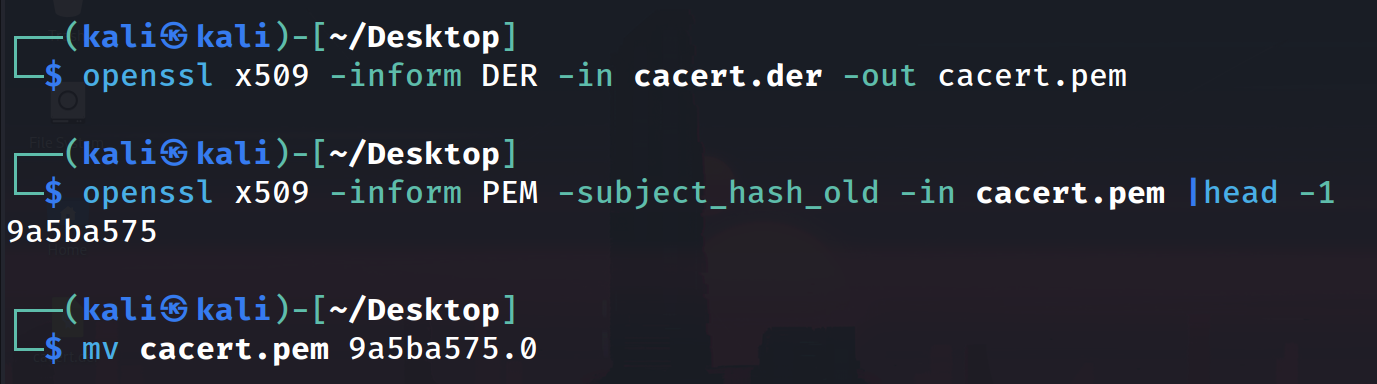 ┌──(kali㉿kali)-[~/Desktop]
└─$ openssl x509 -inform DER -in cacert.der -out cacert.pem
┌──(kali㉿kali)-[~/Desktop]
└─$ openssl x509 -inform PEM -subject_hash_old -in cacert.pem |head -1
9a5ba575
┌──(kali㉿kali)-[~/Desktop]
└─$ mv cacert.pem 9a5ba575.0